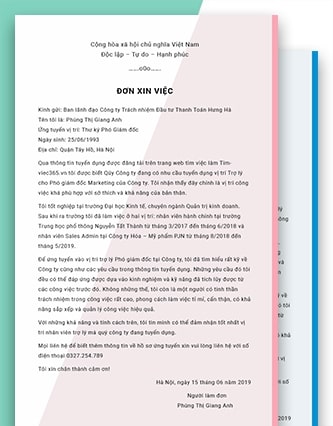 Cộng hòa xã hội chủ nghĩa Việt Nam
Độc lập – Tự do – Hạnh phúc
-----o0o-----
ĐƠN XIN VIỆC
Kính gửi: Ban lãnh đạo Công ty Trách nhiệm Đầu tư Thanh Toán Hưng Hà
Tên tôi là: Phùng Thị Giang Anh
Ứng tuyển vị trí: Thư ký Phó Giám đốc
Ngày sinh: 25/06/1993
Địa chỉ: Quận Tây Hồ, Hà Nội
Qua thông tin tuyển dụng được đăng tải trên trang web tìm việc làm Tim-
viec365.vn tôi được biết Qúy Công ty đang có nhu cầu tuyển dụng vị trí Trợ lý
cho Phó giám đốc Marketing của Công ty. Tôi nhận thấy đây chính là vị trí công
việc khá phù hợp với sở thích và khả năng của bản thân.
Tôi tốt nghiệp tại trường Đại học Kinh tế, chuyên ngành Quản trị kinh doanh.
Sau khi ra trường tôi đã làm việc ở hai vị trí: nhân viên hành chính tại trường
Trung học phổ thông Nguyễn Tất Thành từ tháng 3/2017 đến tháng 6/2018 và
nhân viên Sales Admin tại Công ty Hóa – Mỹ phẩm PJN từ tháng 8/2018 đến
tháng 5/2019.
Để ứng tuyển vào vị trí trợ lý Phó giám đốc tại Công ty, tôi đã tìm hiểu rất kỹ về
Công ty cũng như các yêu cầu trong thông tin tuyển dụng. Những yêu cầu đó tôi
đều có thể đáp ứng được dựa vào kinh nghiệm và kỹ năng đã tích lũy được từ
các công việc trước đó. Không những thế, tôi còn là một người có tinh thần
trách nhiệm trong công việc rất cao, phong cách làm việc tỉ mỉ, cẩn thận, có khả
năng sắp xếp và quản lý công việc hiệu quả.
Với những khả năng và tính cách trên, tôi tin mình có thể đảm nhận tốt nhất vị
trí nhân viên trợ lý mà quý công ty đang tuyển dụng.
Mọi liên hệ để biết thêm thông tin về hồ sơ ứng tuyển xin vui lòng liên hệ với số
điện thoại 0327.254.789
Tôi xin chân thành cảm ơn!
Hà Nội, ngày 15 tháng 06 năm 2019
Người làm đơn
Phùng Thị Giang Anh